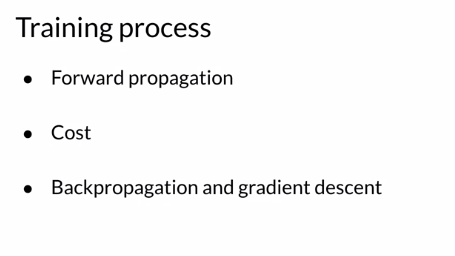 Training process
● Forward propagation
● Cost
● Backpropagation and gradient descent